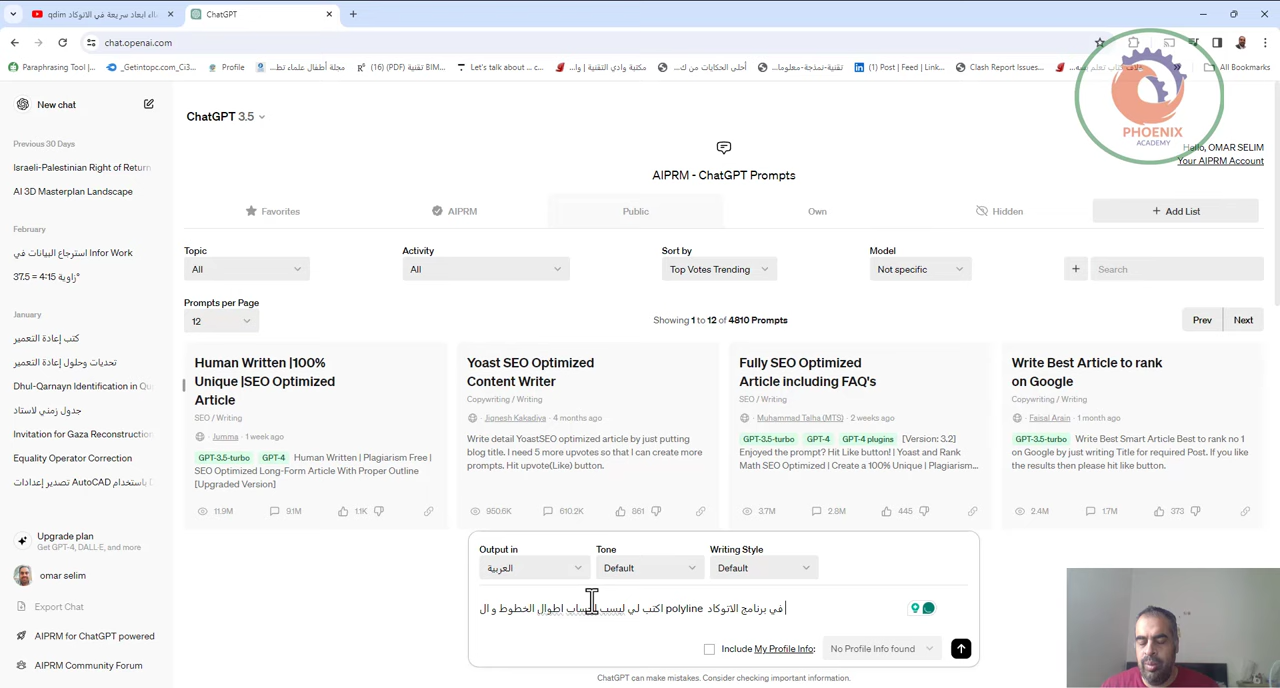 qdim ملاء ابعاد سريعة في الاتوكاد
ChatGPT
chat.openai.com
Paraphrasing Tool |...
_Getintopc.com_Ci3...
Profile
مجلة أطفال علماء تط...
(16) (PDF) تقنية BIM...
Let's say out ... c...
مكتبة وادي التقنية | وا...
أحلى الحكايات من ك...
تقنية-نمذجة-معلوما...
(1) Post | Feed | Link...
Clash Report Issues...
All Bookmarks
PHOENIX
ACADEMY
New chat
Previous 30 Days
Israeli-Palestinian Right of Return
AI 3D Masterplan Landscape
February
استرجاع البيانات في Infor Work
زاوية 4:15 = 37.5°
January
كتب إعادة التعمير
تحديات وحلول إعادة التعمير
Dhul-Qarnayn Identification in Qu
جدول زمني لاستاد
Invitation for Gaza Reconstruction
Equality Operator Correction
تصدير إعدادات AutoCAD باستخدام D
Upgrade plan
Get GPT-4, DALL·E, and more
omar selim
Export Chat
AIPRM for ChatGPT powered
AIPRM Community Forum
ChatGPT 3.5
Hello, OMAR SELIM
Your AIPRM Account
AIPRM - ChatGPT Prompts
Favorites
AIPRM
Public
Own
Hidden
+ Add List
Topic
Activity
Sort by
Model
All
All
Top Votes Trending
Not specific
+
Search
Prompts per Page
12
Showing 1 to 12 of 4810 Prompts
Prev
Next
Human Written |100%
Unique |SEO Optimized
Article
SEO / Writing
Jumma · 1 week ago
GPT-3.5-turbo GPT-4 Human Written | Plagiarism Free |
SEO Optimized Long-Form Article With Proper Outline
[Upgraded Version]
11.9M 9.1M 1.1K
Yoast SEO Optimized
Content Writer
Copywriting / Writing
Jignesh Kakadiya · 4 months ago
Write detail YoastSEO optimized article by just putting
blog title. I need 5 more upvotes so that I can create more
prompts. Hit upvote(Like) button.
950.6K 610.2K 861
Fully SEO Optimized
Article including FAQ's
SEO / Writing
Muhammad Talha (MTS) · 2 weeks ago
GPT-3.5-turbo GPT-4 GPT-4 plugins [Version: 3.2]
Enjoyed the prompt? Hit Like button! | Yoast and Rank
Math SEO Optimized | Create a 100% Unique | Plagiarism...
3.7M 2.8M 445
Write Best Article to rank
on Google
Copywriting / Writing
Faisal Arain · 1 month ago
GPT-3.5-turbo Write Best Smart Article Best to rank no 1
on Google by just writing Title for required Post. If you like
the results then please hit like button.
2.4M 1.7M 373
Output in
Tone
Writing Style
العربية
Default
Default
اكتب لي ليسب لحساب اطوال الخطوط و ال polyline في برنامج الاتوكاد
Include My Profile Info:
No Profile Info found
ChatGPT can make mistakes. Consider checking important information.